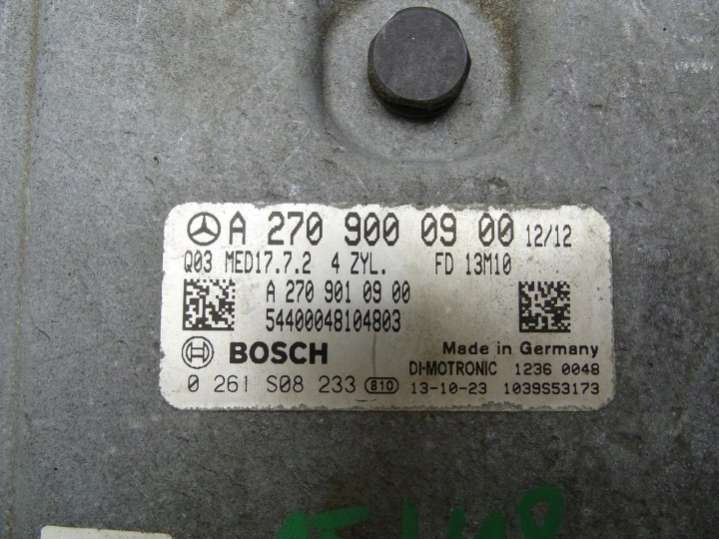 A 270 900 09 00 12/12
Q03 MED17.7.2 4 ZYL. FD 13M10
A 270 901 09 00
54400048104803
BOSCH Made in Germany
DI-MOTRONIC 1236 0048
0 261 S08 233 810 13-10-23 1039S53173